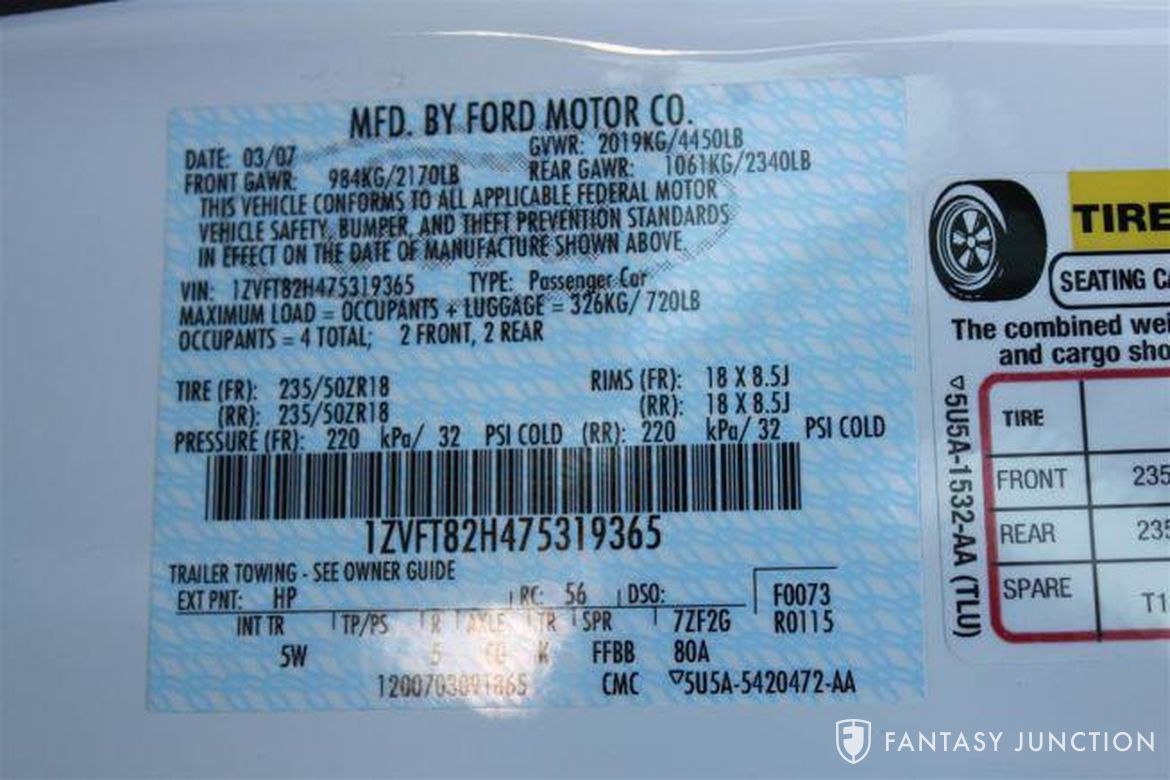 MFD. BY FORD MOTOR CO.
DATE: 03/07 GVWR: 2019KG/4450LB
FRONT GAWR: 984KG/2170LB REAR GAWR: 1061KG/2340LB
THIS VEHICLE CONFORMS TO ALL APPLICABLE FEDERAL MOTOR
VEHICLE SAFETY, BUMPER, AND THEFT PREVENTION STANDARDS
IN EFFECT ON THE DATE OF MANUFACTURE SHOWN ABOVE.
VIN: 1ZVFT82H475319365 TYPE: Passenger Car
MAXIMUM LOAD = OCCUPANTS + LUGGAGE = 326KG/ 720LB
OCCUPANTS = 4 TOTAL; 2 FRONT, 2 REAR
TIRE (FR): 235/50ZR18 RIMS (FR): 18 X 8.5J
(RR): 235/50ZR18 (RR): 18 X 8.5J
PRESSURE (FR): 220 kPa/ 32 PSI COLD (RR): 220 kPa/ 32 PSI COLD
1ZVFT82H475319365
TRAILER TOWING - SEE OWNER GUIDE
EXT PNT: HP RC: 56 DSO: F0073
INT TR TP/PS R AXLE TR SPR 7ZF2G R0115
5W 5 K FFBB 80A
1200703091865 CMC ▽5U5A-5420472-AA
TIRE
SEATING CA
The combined wei
and cargo sho
▽5U5A-1532-AA (TLU)
TIRE
FRONT 235
REAR 235
SPARE T1
FANTASY JUNCTION